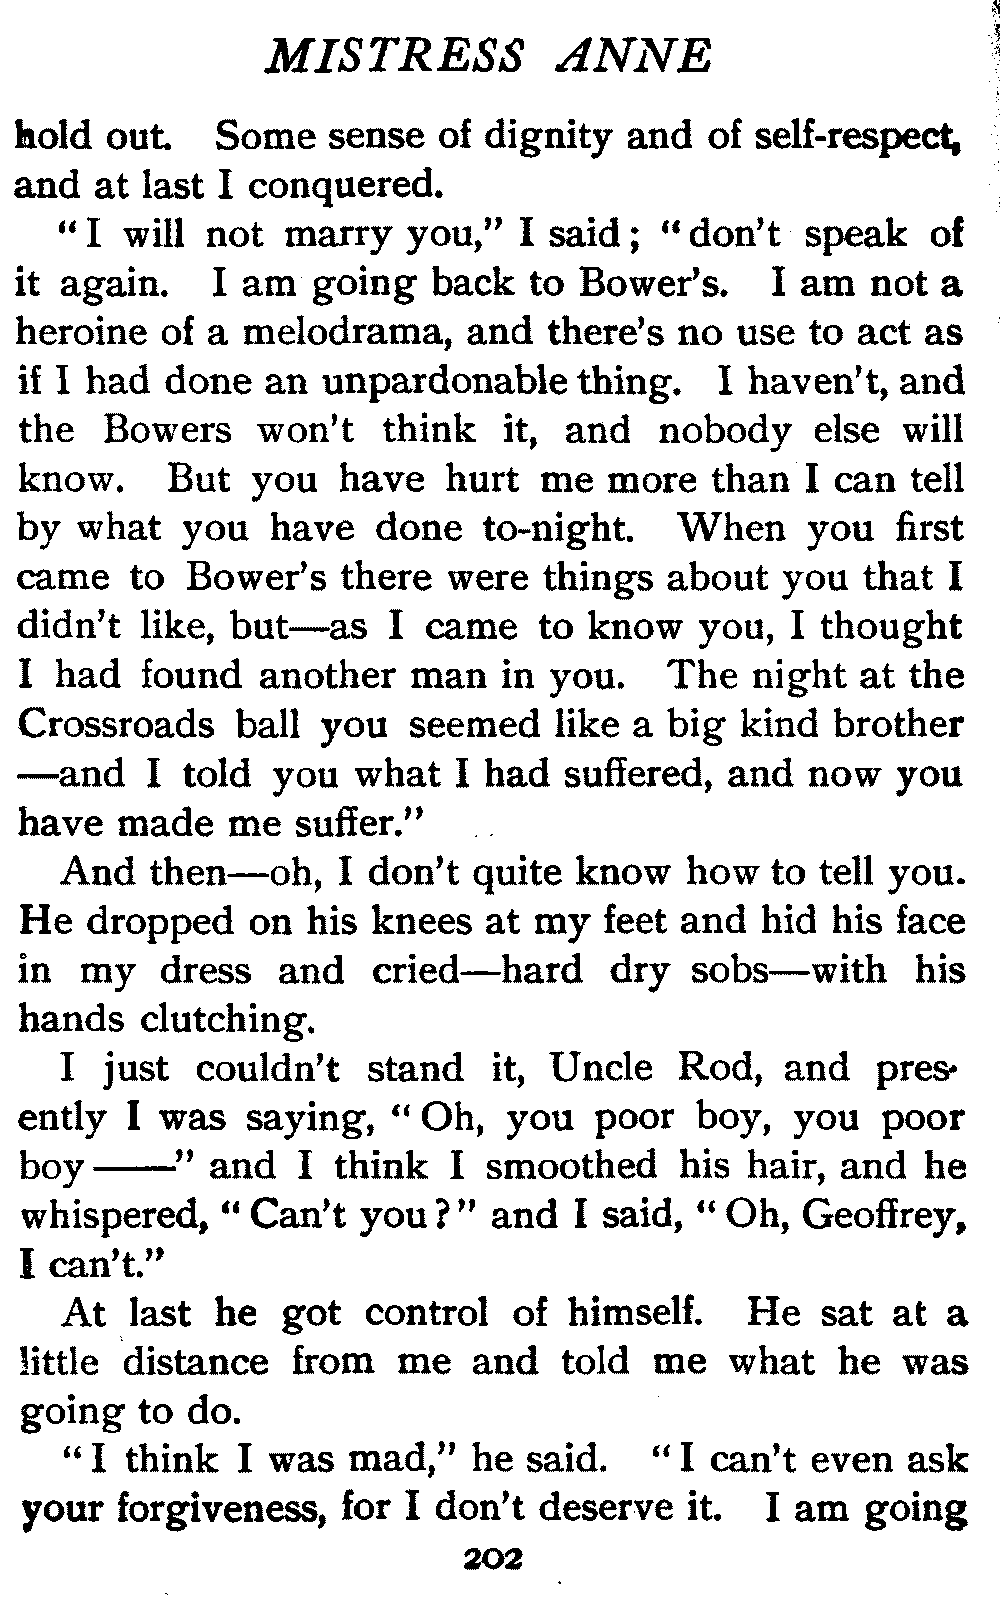 MISTRESS ANNE
hold out. Some sense of dignity and of self-respect,
and at last I conquered.
"I will not marry you," I said; "don't speak of
it again. I am going back to Bower's. I am not a
heroine of a melodrama, and there's no use to act as
if I had done an unpardonable thing. I haven't, and
the Bowers won't think it, and nobody else will
know. But you have hurt me more than I can tell
by what you have done to-night. When you first
came to Bower's there were things about you that I
didn't like, but—as I came to know you, I thought
I had found another man in you. The night at the
Crossroads ball you seemed like a big kind brother
—and I told you what I had suffered, and now you
have made me suffer."
And then—oh, I don't quite know how to tell you.
He dropped on his knees at my feet and hid his face
in my dress and cried—hard dry sobs—with his
hands clutching.
I just couldn't stand it, Uncle Rod, and pres-
ently I was saying, "Oh, you poor boy, you poor
boy——" and I think I smoothed his hair, and he
whispered, "Can't you?" and I said, "Oh, Geoffrey,
I can't."
At last he got control of himself. He sat at a
little distance from me and told me what he was
going to do.
"I think I was mad," he said. "I can't even ask
your forgiveness, for I don't deserve it. I am going
202